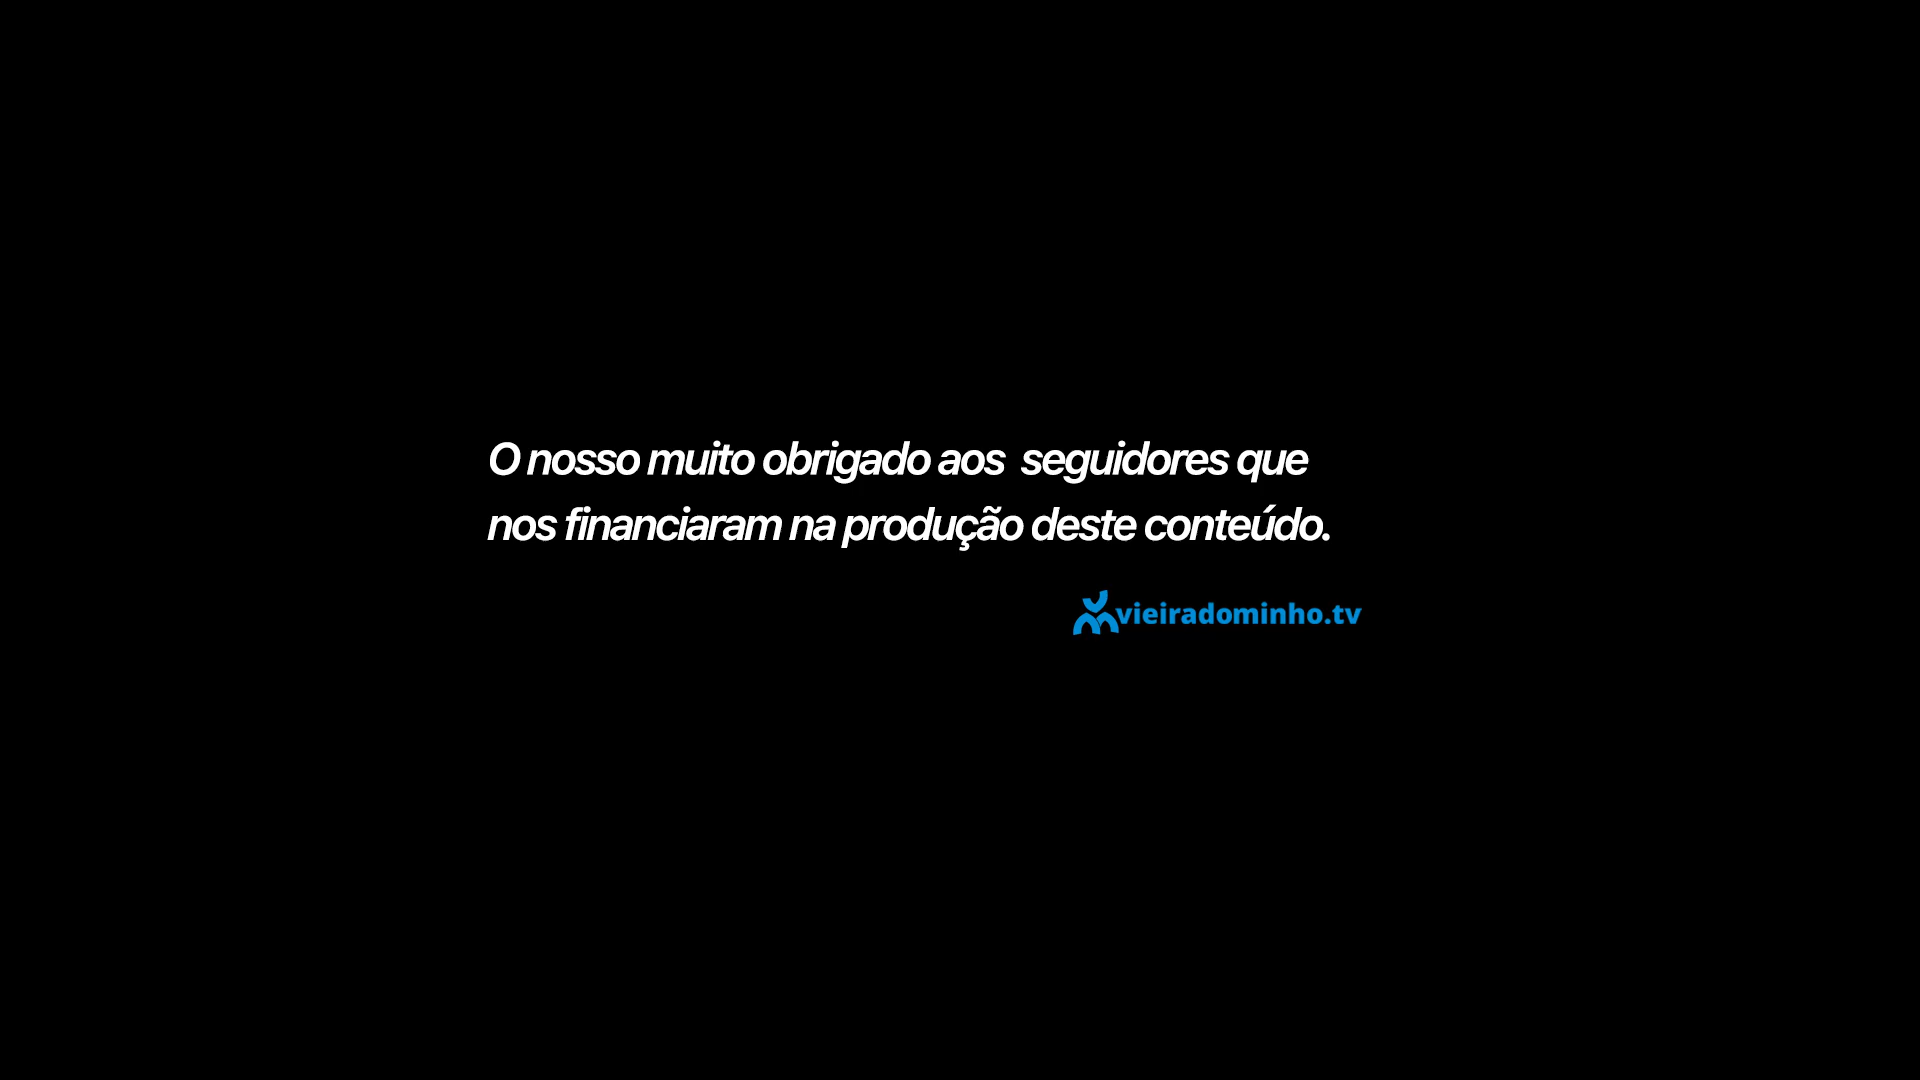 O nosso muito obrigado aos  seguidores que
nos financiaram na produção deste conteúdo.
vieiradominho.tv